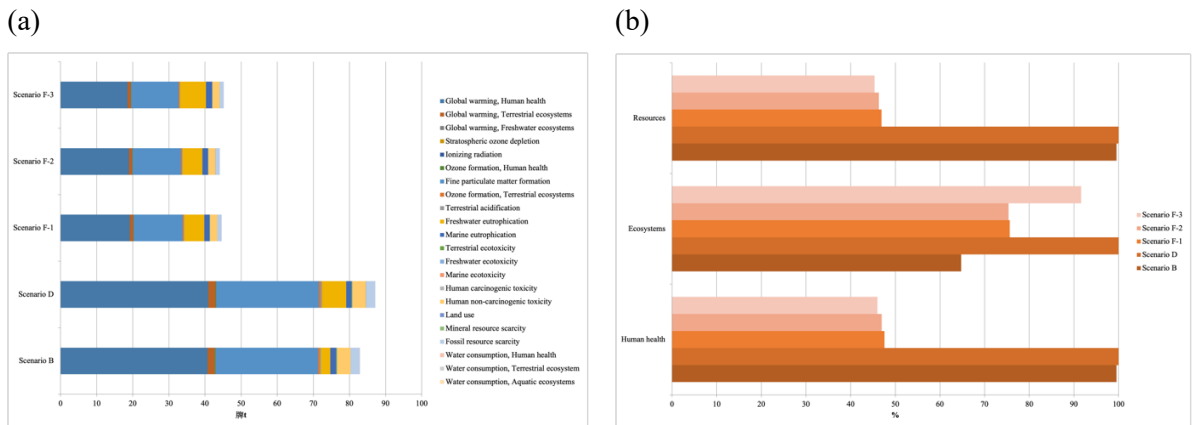 (a)
(b)
Scenario F-3
Scenario F-2
Scenario F-1
Scenario D
Scenario B
0 10 20 30 40 50 60 70 80 90 100
Global warming, Human health
Global warming, Terrestrial ecosystems
Global warming, Freshwater ecosystems
Stratospheric ozone depletion
Ionizing radiation
Ozone formation, Human health
Fine particulate matter formation
Ozone formation, Terrestrial ecosystems
Terrestrial acidification
Freshwater eutrophication
Marine eutrophication
Terrestrial ecotoxicity
Freshwater ecotoxicity
Marine ecotoxicity
Human carcinogenic toxicity
Human non-carcinogenic toxicity
Land use
Mineral resource scarcity
Fossil resource scarcity
Water consumption, Human health
Water consumption, Terrestrial ecosystem
Water consumption, Aquatic ecosystems
Resources
Ecosystems
Human health
0 10 20 30 40 50 60 70 80 90 100
%
Scenario F-3
Scenario F-2
Scenario F-1
Scenario D
Scenario B